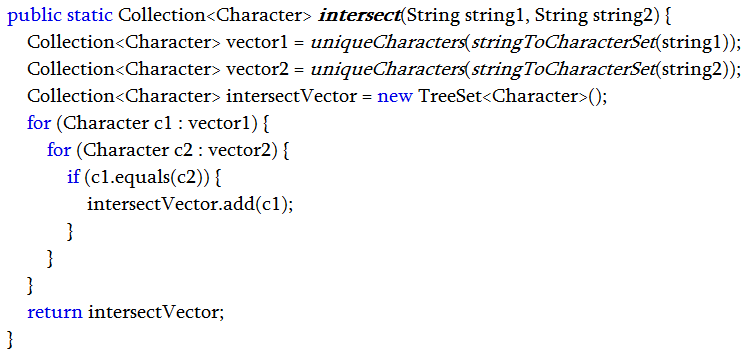 public static Collection<Character> intersect(String string1, String string2) {
Collection<Character> vector1 = uniqueCharacters(stringToCharacterSet(string1));
Collection<Character> vector2 = uniqueCharacters(stringToCharacterSet(string2));
Collection<Character> intersectVector = new TreeSet<Character>();
for (Character c1 : vector1) {
for (Character c2 : vector2) {
if (c1.equals(c2)) {
intersectVector.add(c1);
}
}
}
return intersectVector;
}